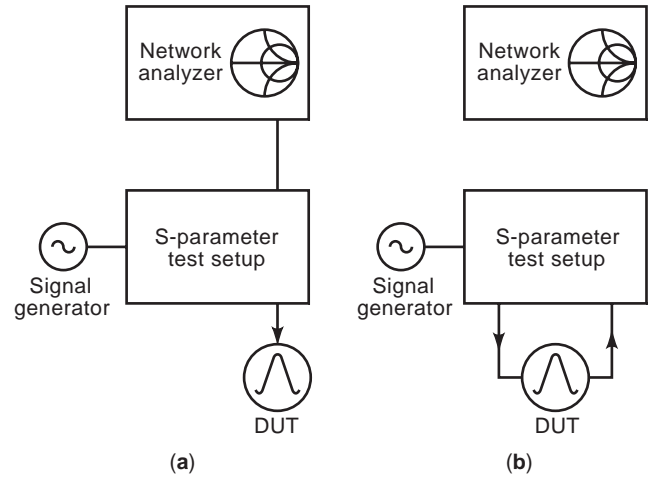 Network
analyzer
S-parameter
test setup
Signal
generator
DUT
(a)
Network
analyzer
S-parameter
test setup
Signal
generator
DUT
(b)